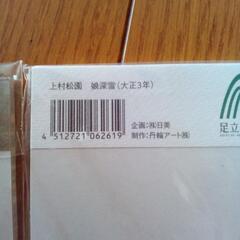 上村松園　娘深雪(大正3年)
4 512721 062619
企画:㈱日美
制作:丹輪アート㈱
足立